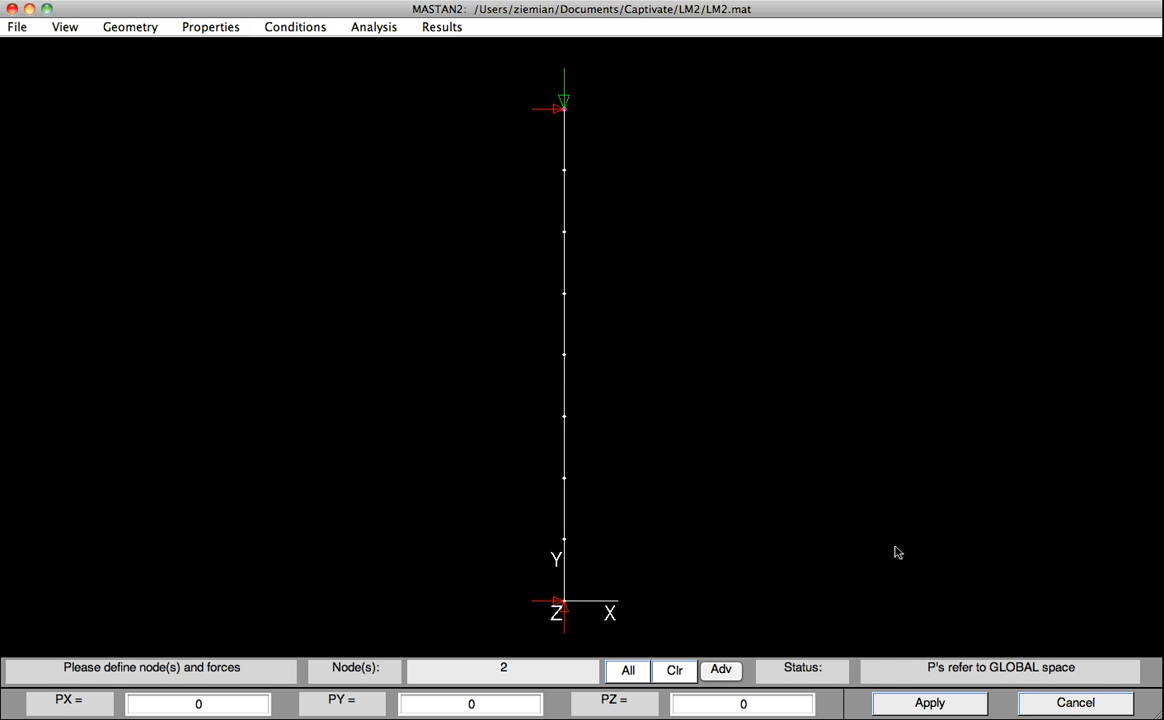 MASTAN2: /Users/ziemian/Documents/Captivate/LM2/LM2.mat
File View Geometry Properties Conditions Analysis Results
Y
Z X
Please define node(s) and forces Node(s): 2 All Clr Adv Status: P's refer to GLOBAL space
PX = 0 PY = 0 PZ = 0 Apply Cancel